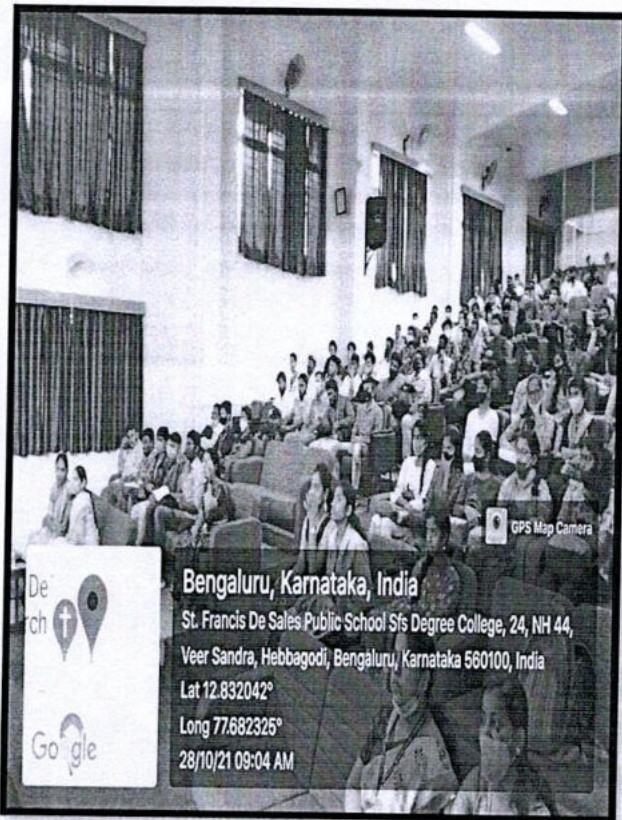 GPS Map Camera
De
ch
Google
Bengaluru, Karnataka, India
St. Francis De Sales Public School Sfs Degree College, 24, NH 44,
Veer Sandra, Hebbagodi, Bengaluru, Karnataka 560100, India
Lat 12.832042°
Long 77.682325°
28/10/21 09:04 AM